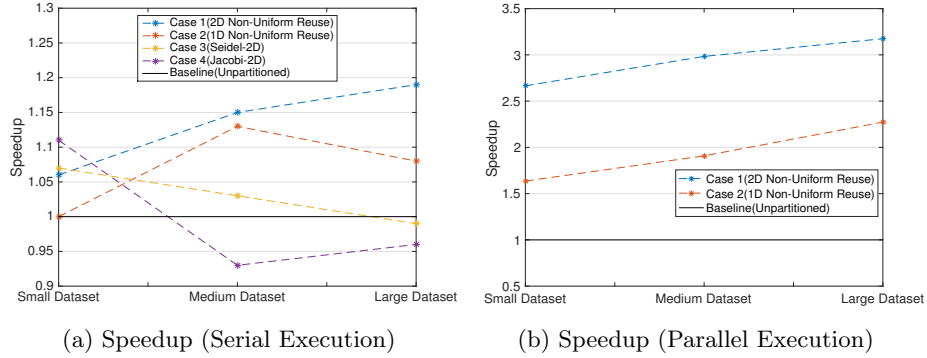 1.3
1.25
1.2
1.15
1.1
1.05
1
0.95
0.9
Speedup
Case 1(2D Non-Uniform Reuse)
Case 2(1D Non-Uniform Reuse)
Case 3(Seidel-2D)
Case 4(Jacobi-2D)
Baseline(Unpartitioned)
Small Dataset Medium Dataset Large Dataset
(a) Speedup (Serial Execution)
3.5
3
2.5
2
1.5
1
0.5
Speedup
Case 1(2D Non-Uniform Reuse)
Case 2(1D Non-Uniform Reuse)
Baseline(Unpartitioned)
Small Dataset Medium Dataset Large Dataset
(b) Speedup (Parallel Execution)